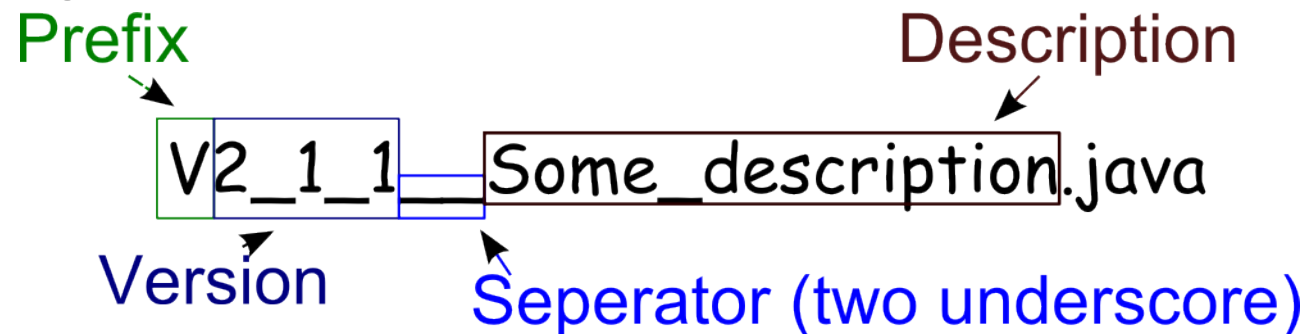 Prefix
Description
V2_1_1__Some_description.java
Version
Seperator (two underscore)